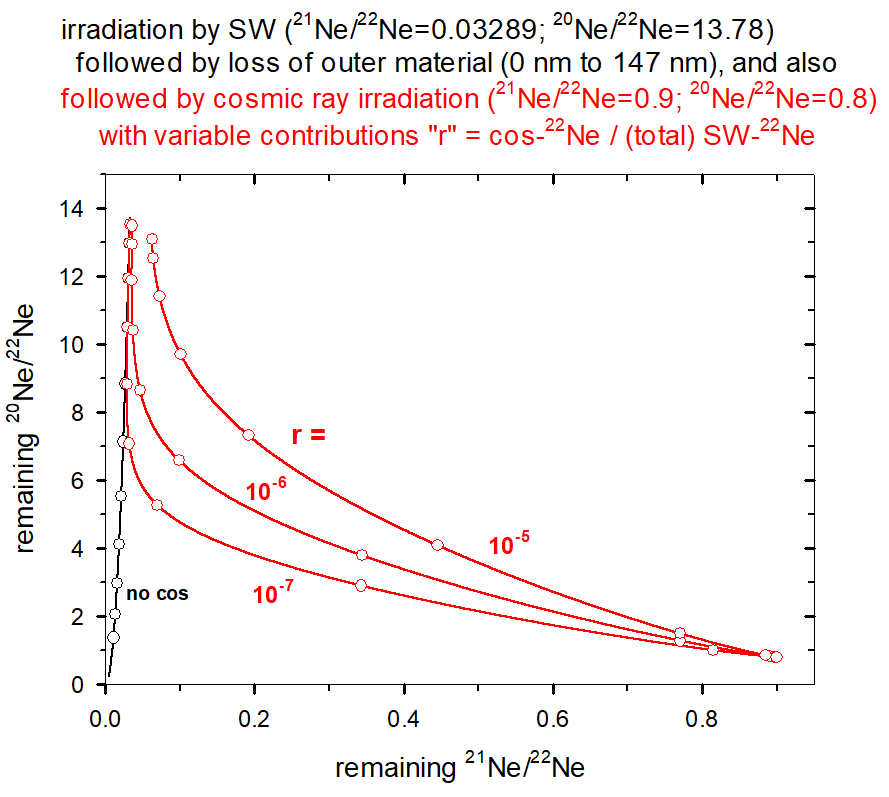 irradiation by SW (²¹Ne/²²Ne=0.03289; ²⁰Ne/²²Ne=13.78)
followed by loss of outer material (0 nm to 147 nm), and also
followed by cosmic ray irradiation (²¹Ne/²²Ne=0.9; ²⁰Ne/²²Ne=0.8)
with variable contributions "r" = cos-²²Ne / (total) SW-²²Ne
14
12
10
8
6
4
2
0
remaining ²⁰Ne/²²Ne
r =
10⁻⁶
10⁻⁵
10⁻⁷
no cos
0.0 0.2 0.4 0.6 0.8
remaining ²¹Ne/²²Ne